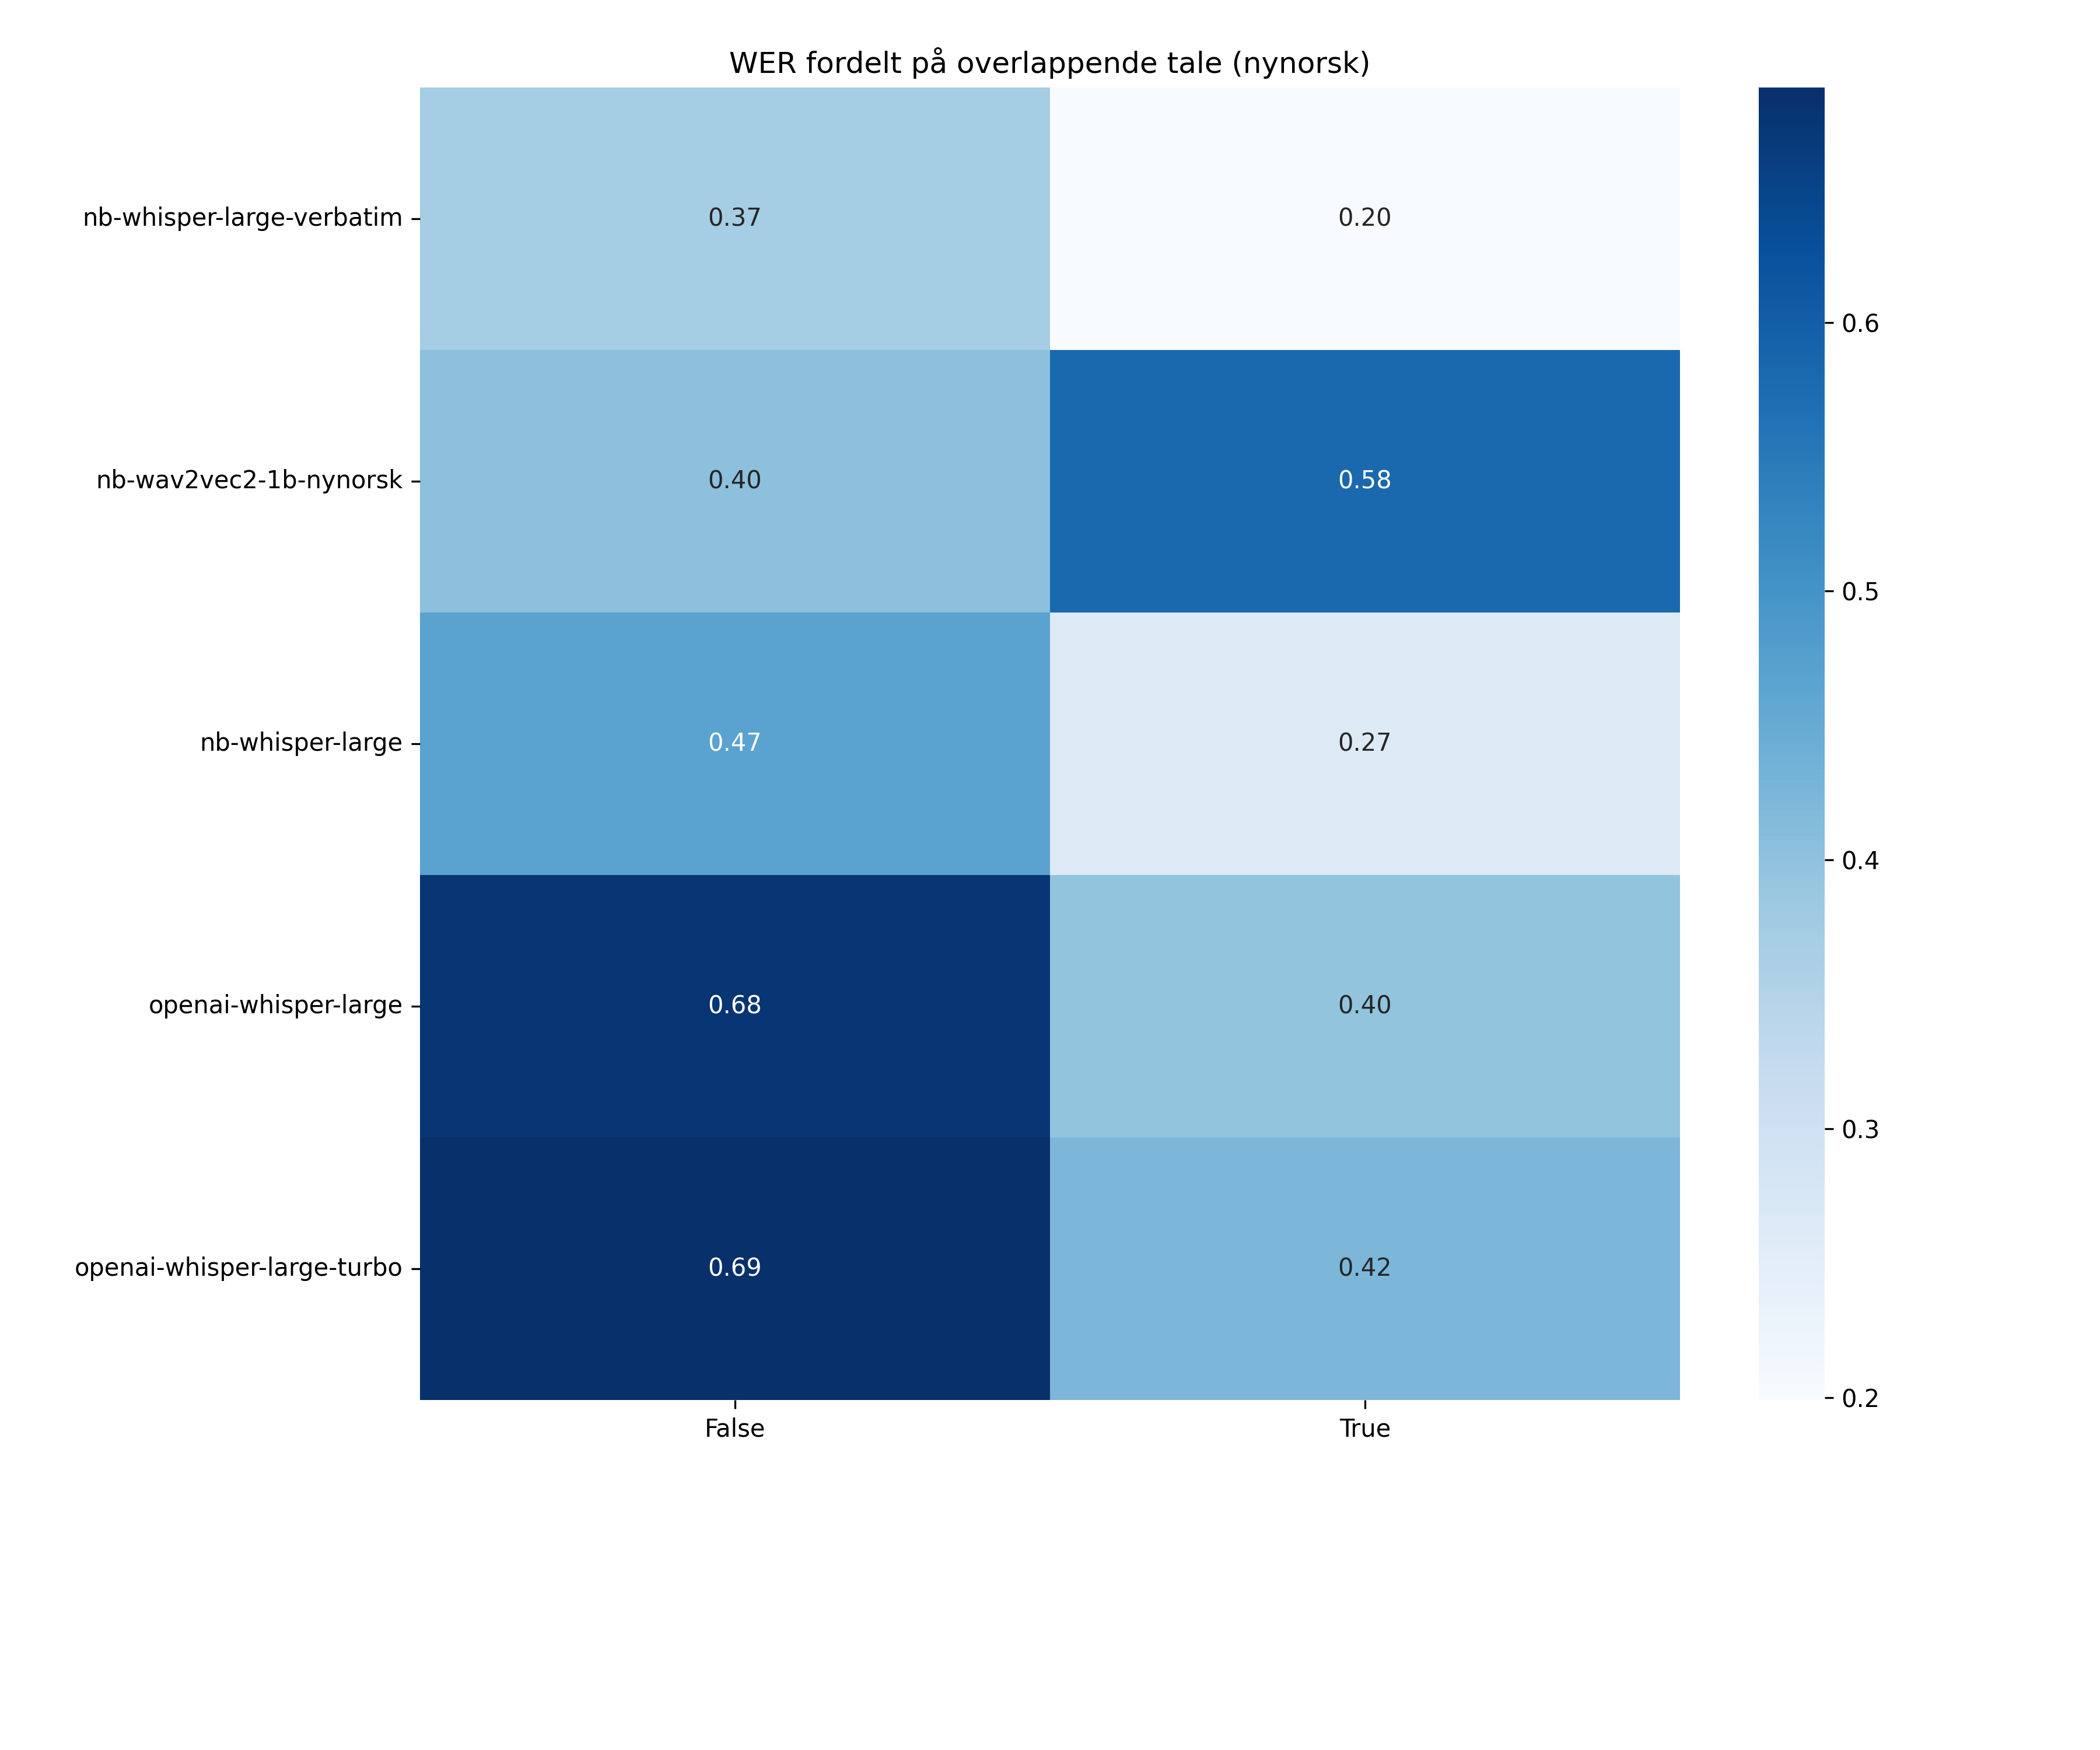 WER fordelt på overlappende tale (nynorsk)
nb-whisper-large-verbatim 0.37 0.20
nb-wav2vec2-1b-nynorsk 0.40 0.58
nb-whisper-large 0.47 0.27
openai-whisper-large 0.68 0.40
openai-whisper-large-turbo 0.69 0.42
False True
0.6
0.5
0.4
0.3
0.2